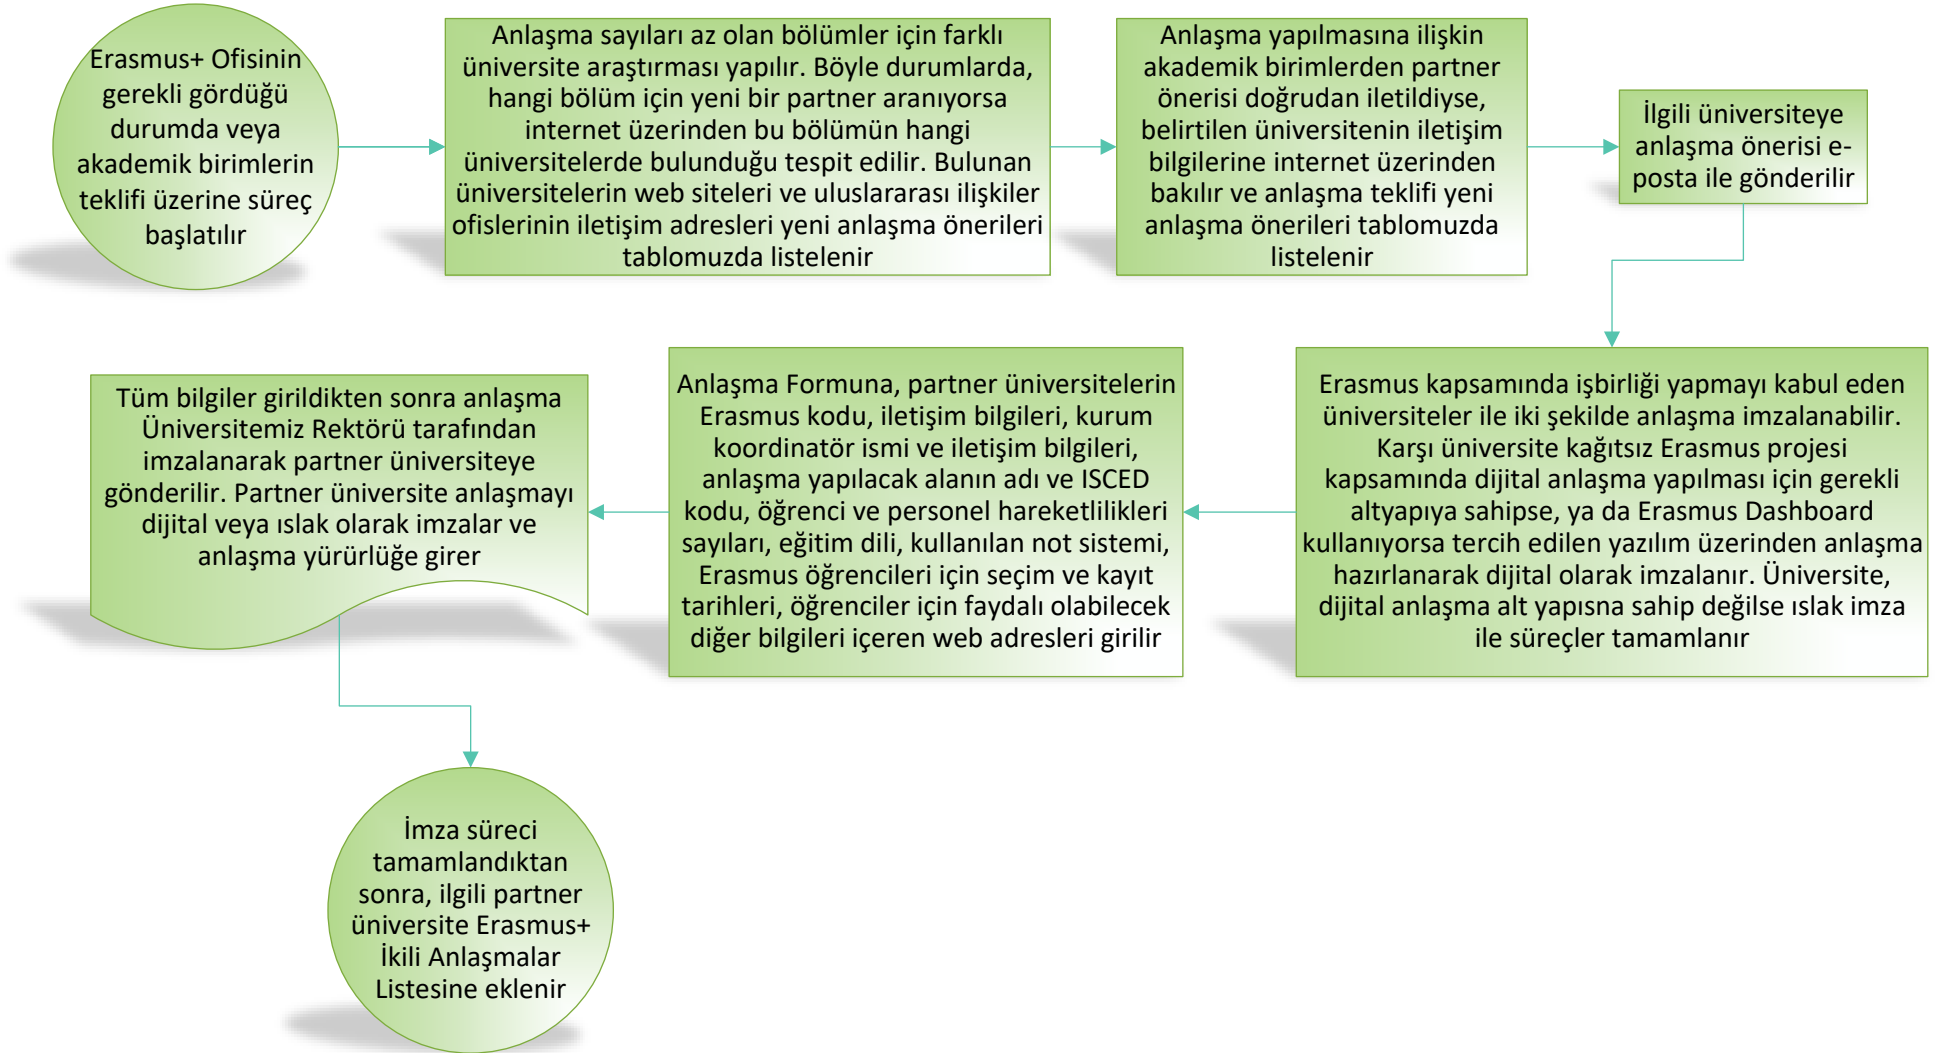 Erasmus+ Ofisinin
gerekli gördüğü
durumda veya
akademik birimlerin
teklifi üzerine süreç
başlatılır
Anlaşma sayıları az olan bölümler için farklı
üniversite araştırması yapılır. Böyle durumlarda,
hangi bölüm için yeni bir partner aranıyorsa
internet üzerinden bu bölümün hangi
üniversitelerde bulunduğu tespit edilir. Bulunan
üniversitelerin web siteleri ve uluslararası ilişkiler
ofislerinin iletişim adresleri yeni anlaşma önerileri
tablomuzda listelenir
Anlaşma yapılmasına ilişkin
akademik birimlerden partner
önerisi doğrudan iletildiyse,
belirtilen üniversitenin iletişim
bilgilerine internet üzerinden
bakılır ve anlaşma teklifi yeni
anlaşma önerileri tablomuzda
listelenir
İlgili üniversiteye
anlaşma önerisi e-
posta ile gönderilir
Erasmus kapsamında işbirliği yapmayı kabul eden
üniversiteler ile iki şekilde anlaşma imzalanabilir.
Karşı üniversite kağıtsız Erasmus projesi
kapsamında dijital anlaşma yapılması için gerekli
altyapıya sahipse, ya da Erasmus Dashboard
kullanıyorsa tercih edilen yazılım üzerinden anlaşma
hazırlanarak dijital olarak imzalanır. Üniversite,
dijital anlaşma alt yapısna sahip değilse ıslak imza
ile süreçler tamamlanır
Anlaşma Formuna, partner üniversitelerin
Erasmus kodu, iletişim bilgileri, kurum
koordinatör ismi ve iletişim bilgileri,
anlaşma yapılacak alanın adı ve ISCED
kodu, öğrenci ve personel hareketlilikleri
sayıları, eğitim dili, kullanılan not sistemi,
Erasmus öğrencileri için seçim ve kayıt
tarihleri, öğrenciler için faydalı olabilecek
diğer bilgileri içeren web adresleri girilir
Tüm bilgiler girildikten sonra anlaşma
Üniversitemiz Rektörü tarafından
imzalanarak partner üniversiteye
gönderilir. Partner üniversite anlaşmayı
dijital veya ıslak olarak imzalar ve
anlaşma yürürlüğe girer
İmza süreci
tamamlandıktan
sonra, ilgili partner
üniversite Erasmus+
İkili Anlaşmalar
Listesine eklenir